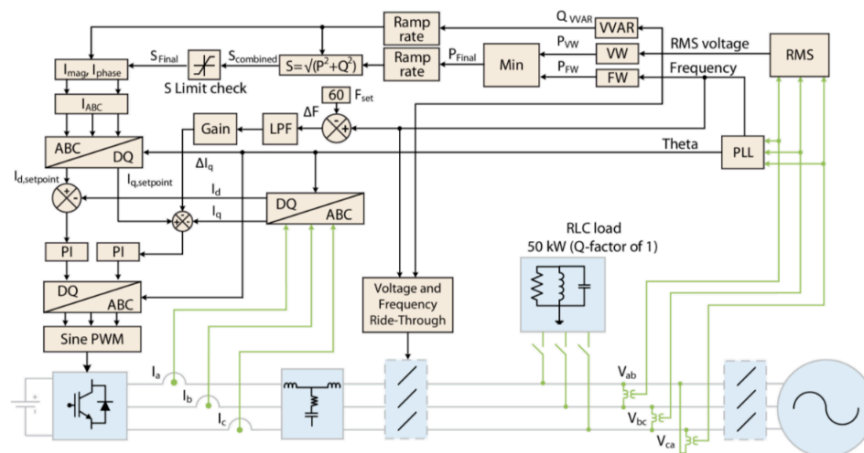 Q VVAR
Ramp
rate
VVAR
S Final
S combined
P VW
VW
RMS voltage
RMS
I mag, I phase
S=√(P²+Q²)
Ramp
rate
P Final
Min
P FW
FW
Frequency
S Limit check
60
F set
I ABC
ΔF
Gain
LPF
ABC
DQ
Theta
PLL
ΔI q
I d,setpoint
I q,setpoint
I d
DQ
ABC
I q
RLC load
50 kW (Q-factor of 1)
PI
PI
DQ
ABC
Voltage and
Frequency
Ride-Through
Sine PWM
I a
V ab
I b
I c
V bc
V ca